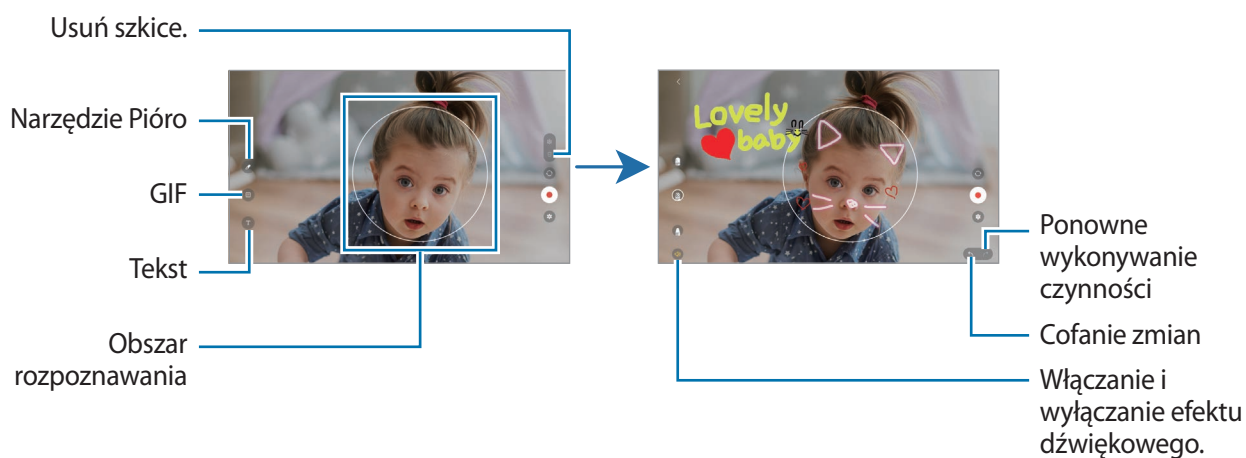 Usuń szkice.
Narzędzie Pióro
GIF
Tekst
Obszar
rozpoznawania
Lovely
baby
Ponowne
wykonywanie
czynności
Cofanie zmian
Włączanie i
wyłączanie efektu
dźwiękowego.